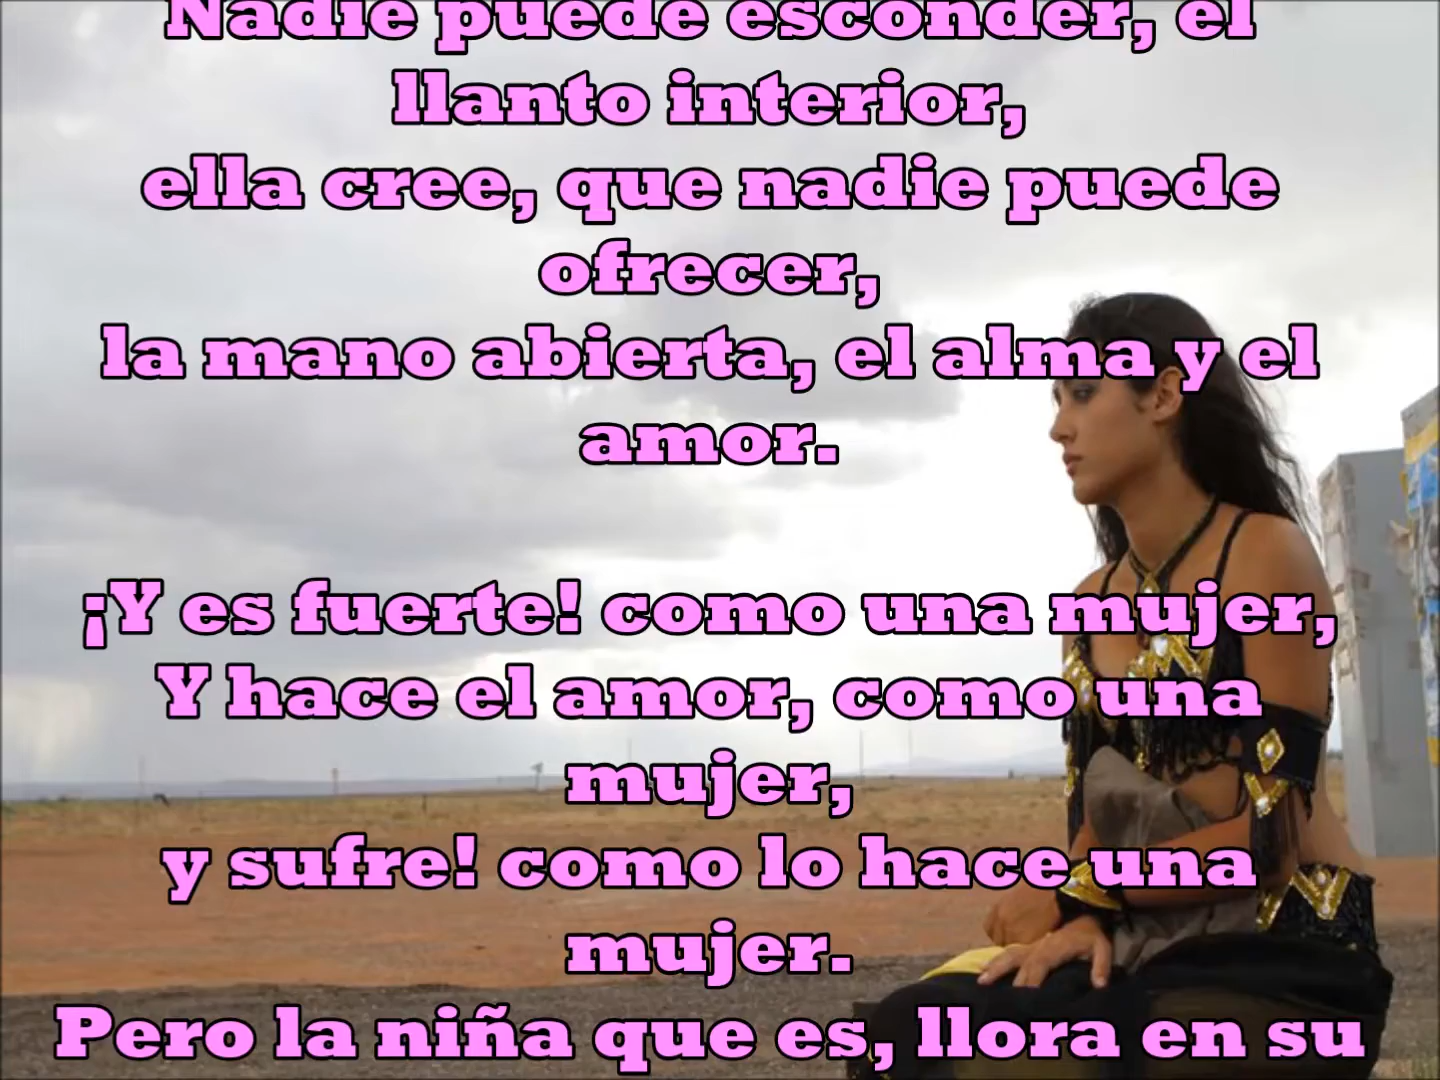 Nadie puede esconder, el
llanto interior,
ella cree, que nadie puede
ofrecer,
la mano abierta, el alma y el
amor.
¡Y es fuerte! como una mujer,
Y hace el amor, como una
mujer,
y sufre! como lo hace una
mujer.
Pero la niña que es, llora en su